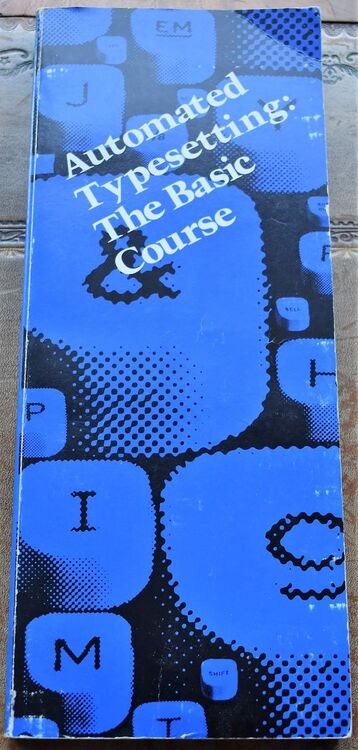 Automated
Typesetting:
The Basic
Course
EM
J
&
BELL
H
P
I
M
SHIFT
T